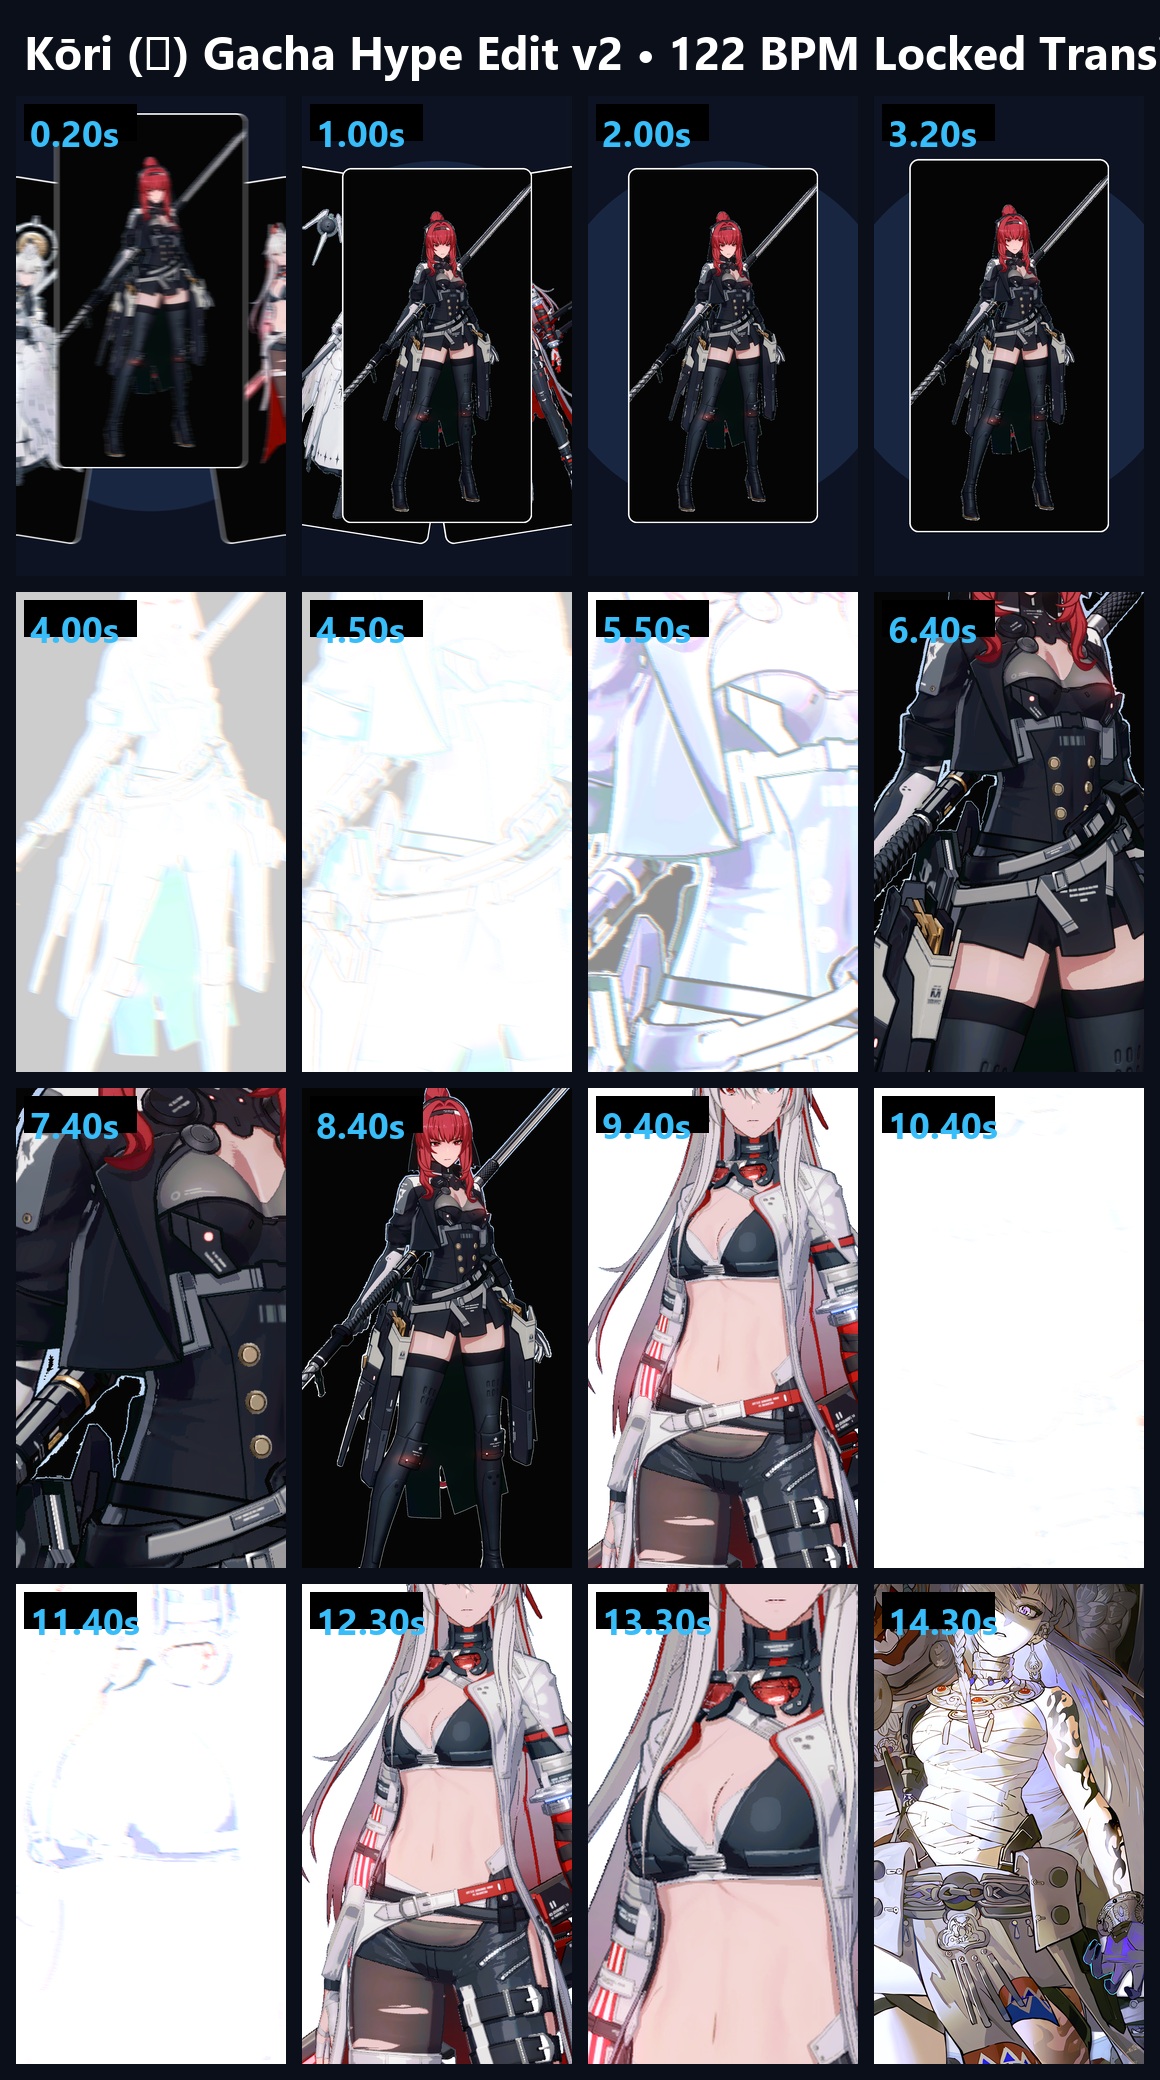 Kōri (▯) Gacha Hype Edit v2 • 122 BPM Locked Trans
0.20s 1.00s 2.00s 3.20s
4.00s 4.50s 5.50s 6.40s
7.40s 8.40s 9.40s 10.40s
11.40s 12.30s 13.30s 14.30s